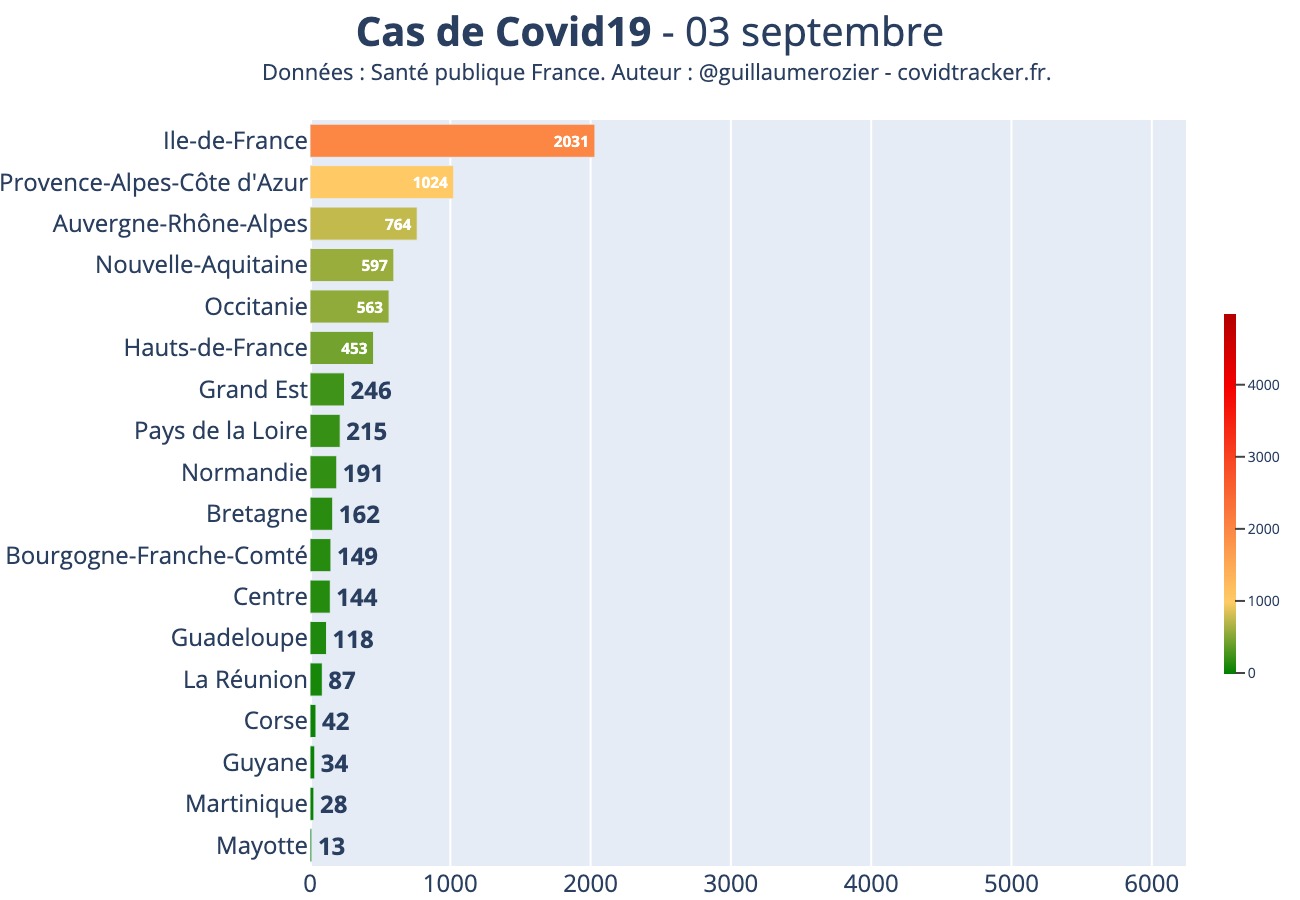 Cas de Covid19 - 03 septembre
Données : Santé publique France. Auteur : @guillaumerozier - covidtracker.fr.
Ile-de-France 2031
Provence-Alpes-Côte d'Azur 1024
Auvergne-Rhône-Alpes 764
Nouvelle-Aquitaine 597
Occitanie 563
Hauts-de-France 453
Grand Est 246
Pays de la Loire 215
Normandie 191
Bretagne 162
Bourgogne-Franche-Comté 149
Centre 144
Guadeloupe 118
La Réunion 87
Corse 42
Guyane 34
Martinique 28
Mayotte 13
0 1000 2000 3000 4000 5000 6000
4000
3000
2000
1000
0